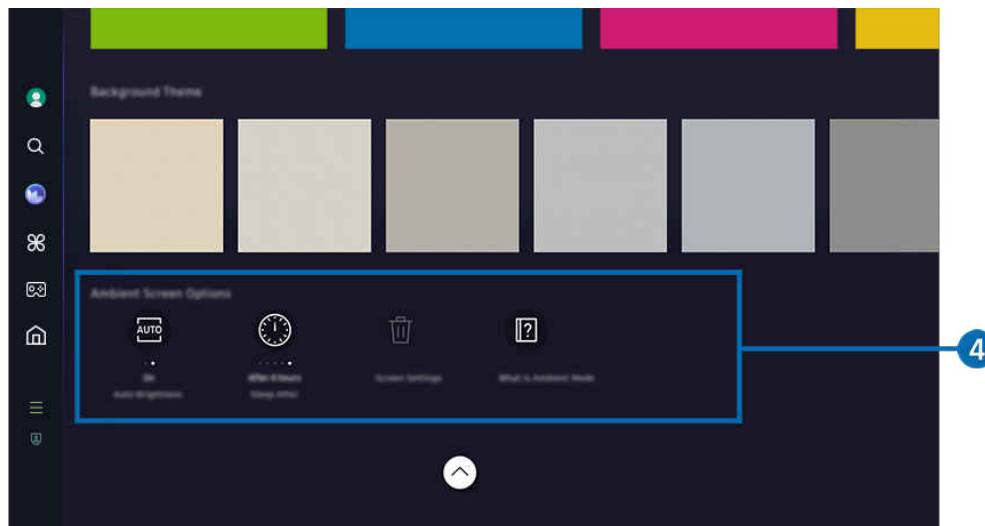 Background Theme
Ambient Screen Options
AUTO
?
On
After 4 hours
Screen Settings
What is Ambient Mode
Auto Brightness
Sleep After
4